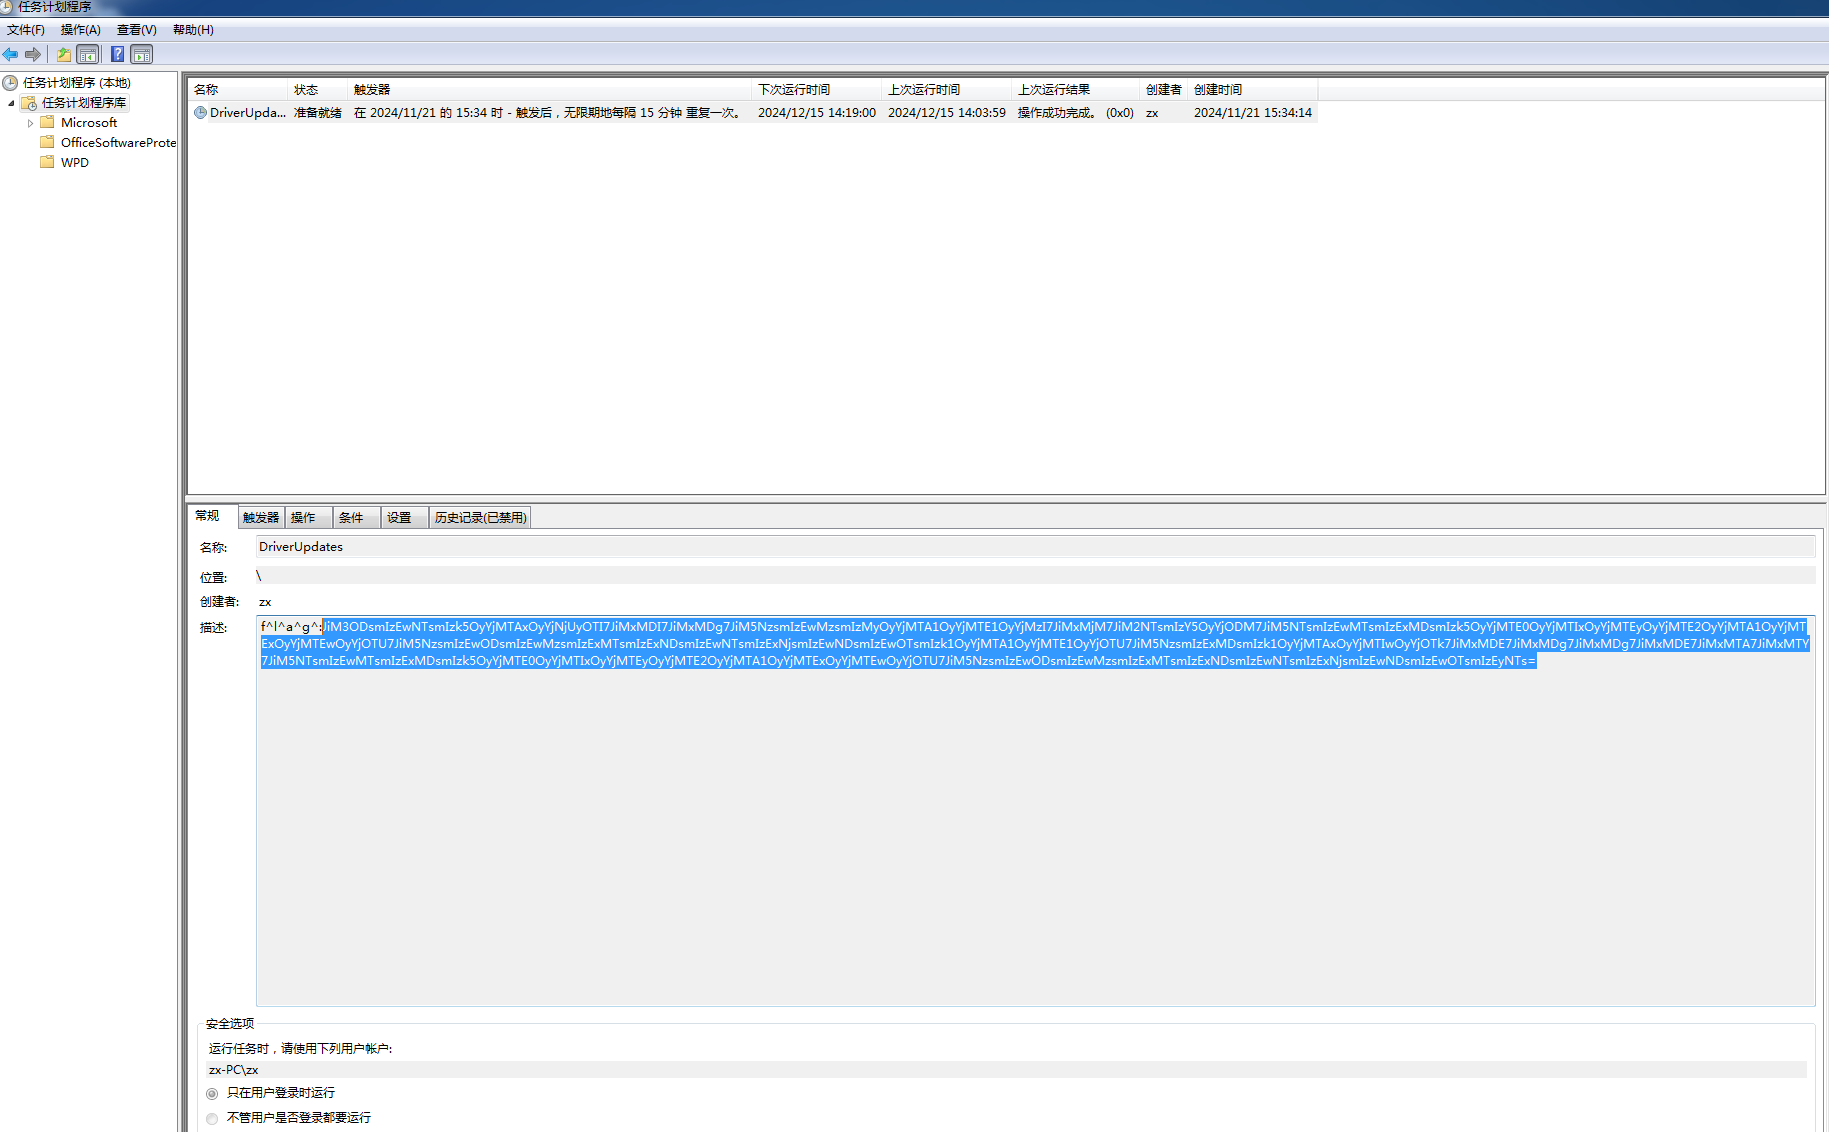 任务计划程序
文件(F) 操作(A) 查看(V) 帮助(H)
任务计划程序 (本地)
任务计划程序库
Microsoft
OfficeSoftwareProte
WPD
名称 状态 触发器 下次运行时间 上次运行时间 上次运行结果 创建者 创建时间
DriverUpda... 准备就绪 在 2024/11/21 的 15:34 时 - 触发后，无限期地每隔 15 分钟 重复一次。 2024/12/15 14:19:00 2024/12/15 14:03:59 操作成功完成。 (0x0) zx 2024/11/21 15:34:14
常规 触发器 操作 条件 设置 历史记录(已禁用)
名称: DriverUpdates
位置: \
创建者: zx
描述: f^l^a^g^:JiM3ODsmIzEwNTsmIzk5OyYjMTAxOyYjNjUyOTI7JiMxMDI7JiMxMDg7JiM5NzsmIzEwMzsmIzMyOyYjMTA1OyYjMTE1OyYjMzI7JiMxMjM7JiM2NTsmIzY5OyYjODM7JiM5NTsmIzEwMTsmIzExMDsmIzk5OyYjMTE0OyYjMTIxOyYjMTEyOyYjMTE2OyYjMTA1OyYjMT
ExOyYjMTEwOyYjOTU7JiM5NzsmIzEwODsmIzEwMzsmIzExMTsmIzExNDsmIzEwNTsmIzExNjsmIzEwNDsmIzEwOTsmIzk1OyYjMTA1OyYjMTE1OyYjOTU7JiM5NzsmIzExMDsmIzk1OyYjMTAxOyYjMTIwOyYjOTk7JiMxMDE7JiMxMDg7JiMxMDg7JiMxMDE7JiMxMTA7JiMxMTY
7JiM5NTsmIzEwMTsmIzExMDsmIzk5OyYjMTE0OyYjMTIxOyYjMTEyOyYjMTE2OyYjMTA1OyYjMTExOyYjMTEwOyYjOTU7JiM5NzsmIzEwODsmIzEwMzsmIzExMTsmIzExNDsmIzEwNTsmIzExNjsmIzEwNDsmIzEwOTsmIzEyNTs=
安全选项
运行任务时，请使用下列用户帐户:
zx-PC\zx
只在用户登录时运行
不管用户是否登录都要运行